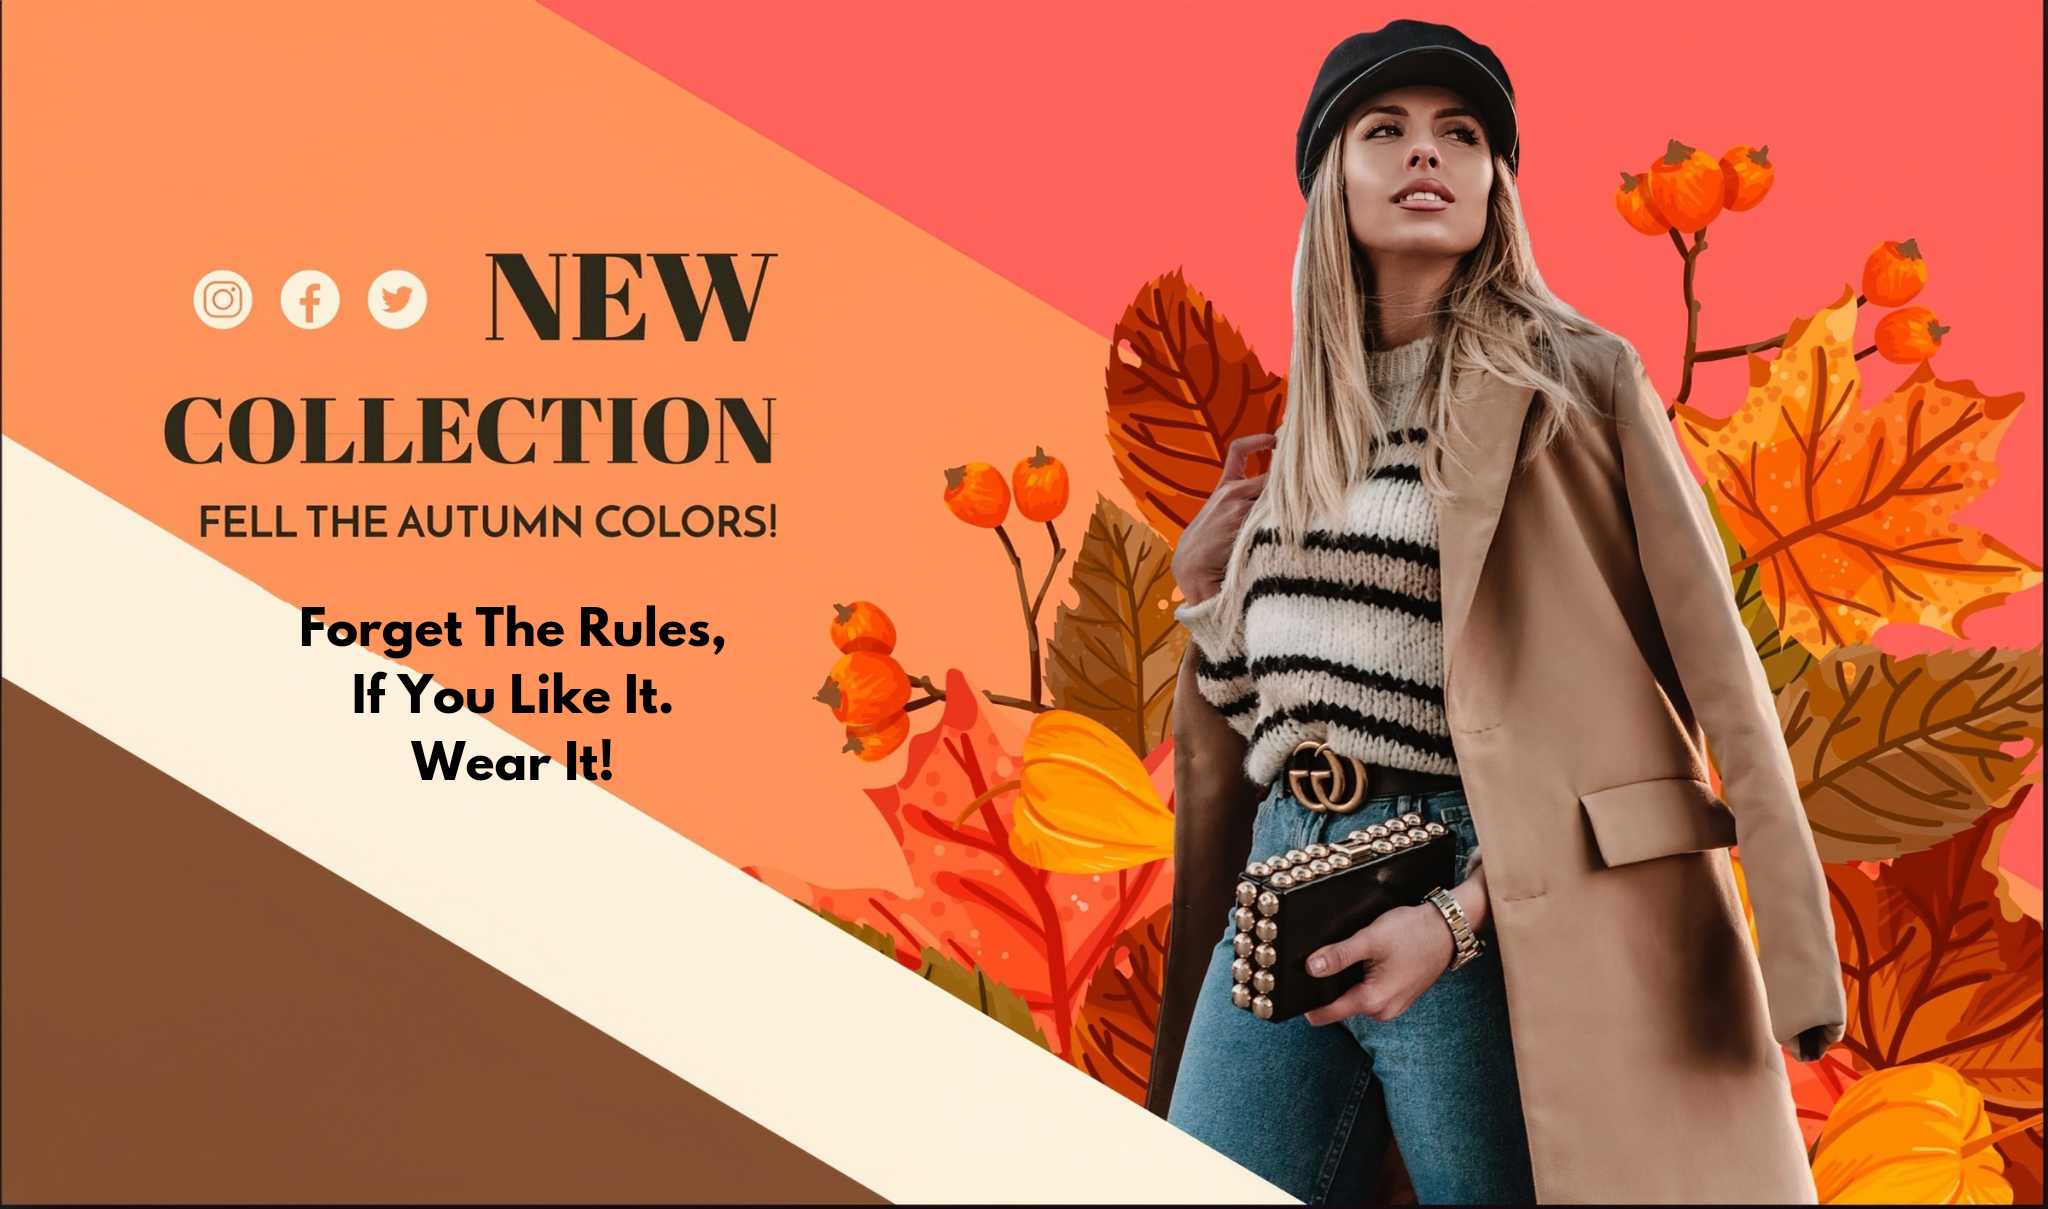 NEW
COLLECTION
FELL THE AUTUMN COLORS!
Forget The Rules,
If You Like It.
Wear It!